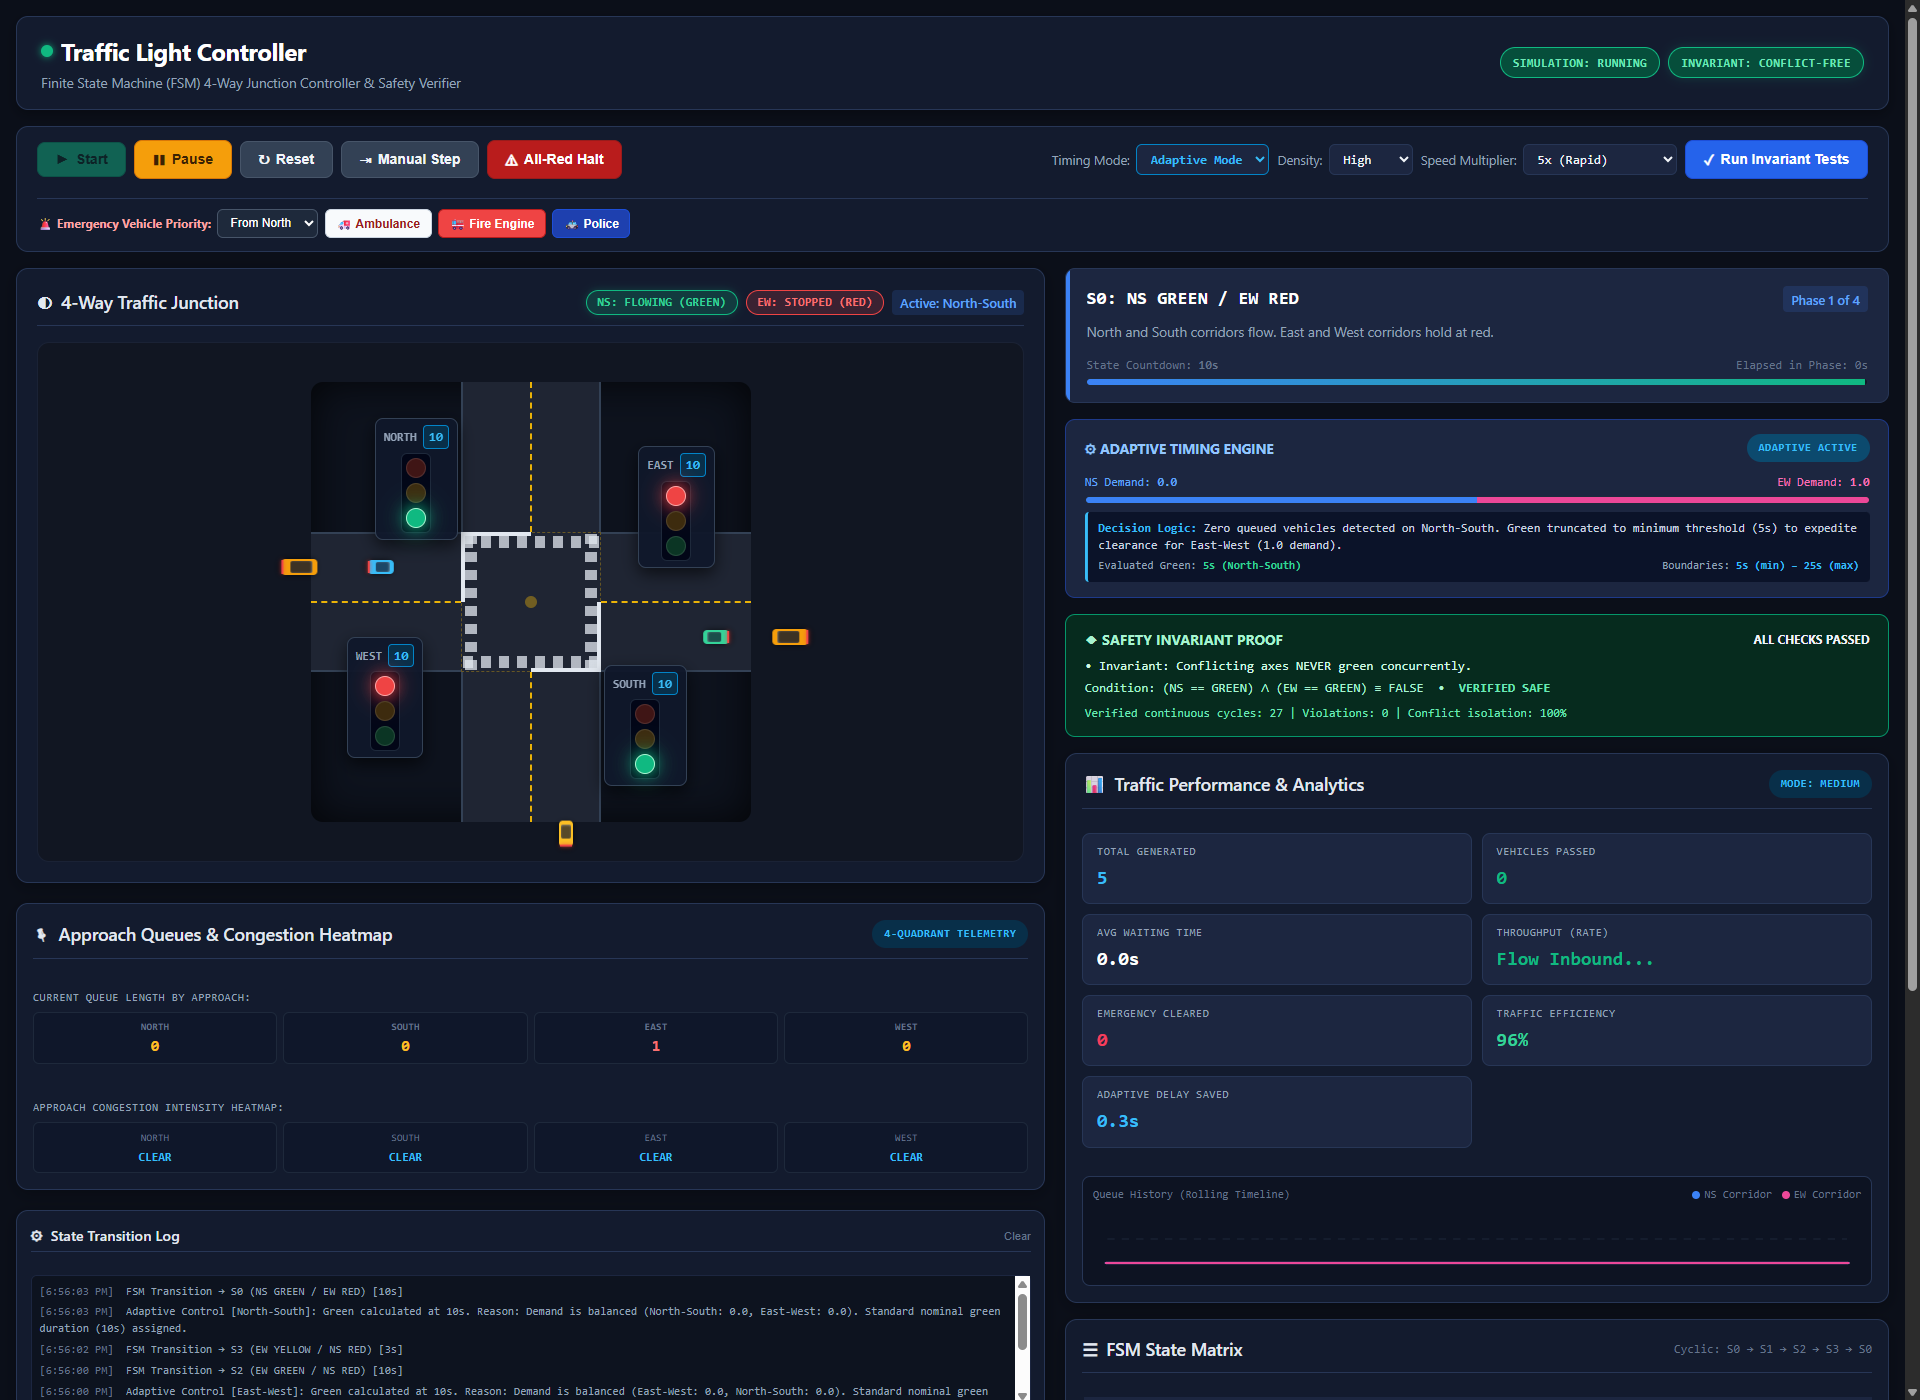 Traffic Light Controller
Finite State Machine (FSM) 4-Way Junction Controller & Safety Verifier
SIMULATION: RUNNING
INVARIANT: CONFLICT-FREE
Start
Pause
Reset
Manual Step
All-Red Halt
Timing Mode:
Adaptive Mode
Density:
High
Speed Multiplier:
5x (Rapid)
✓ Run Invariant Tests
Emergency Vehicle Priority:
From North
Ambulance
Fire Engine
Police
4-Way Traffic Junction
NS: FLOWING (GREEN)
EW: STOPPED (RED)
Active: North-South
NORTH 10
EAST 10
WEST 10
SOUTH 10
S0: NS GREEN / EW RED
Phase 1 of 4
North and South corridors flow. East and West corridors hold at red.
State Countdown: 10s
Elapsed in Phase: 0s
ADAPTIVE TIMING ENGINE
ADAPTIVE ACTIVE
NS Demand: 0.0
EW Demand: 1.0
Decision Logic: Zero queued vehicles detected on North-South. Green truncated to minimum threshold (5s) to expedite
clearance for East-West (1.0 demand).
Evaluated Green: 5s (North-South)
Boundaries: 5s (min) – 25s (max)
SAFETY INVARIANT PROOF
ALL CHECKS PASSED
• Invariant: Conflicting axes NEVER green concurrently.
Condition: (NS == GREEN) ∧ (EW == GREEN) ≡ FALSE • VERIFIED SAFE
Verified continuous cycles: 27 | Violations: 0 | Conflict isolation: 100%
Traffic Performance & Analytics
MODE: MEDIUM
TOTAL GENERATED
5
VEHICLES PASSED
0
AVG WAITING TIME
0.0s
THROUGHPUT (RATE)
Flow Inbound...
EMERGENCY CLEARED
0
TRAFFIC EFFICIENCY
96%
ADAPTIVE DELAY SAVED
0.3s
Queue History (Rolling Timeline)
NS Corridor
EW Corridor
Approach Queues & Congestion Heatmap
4-QUADRANT TELEMETRY
CURRENT QUEUE LENGTH BY APPROACH:
NORTH
0
SOUTH
0
EAST
1
WEST
0
APPROACH CONGESTION INTENSITY HEATMAP:
NORTH
CLEAR
SOUTH
CLEAR
EAST
CLEAR
WEST
CLEAR
State Transition Log
Clear
[6:56:03 PM] FSM Transition → S0 (NS GREEN / EW RED) [10s]
[6:56:03 PM] Adaptive Control [North-South]: Green calculated at 10s. Reason: Demand is balanced (North-South: 0.0, East-West: 0.0). Standard nominal green
duration (10s) assigned.
[6:56:02 PM] FSM Transition → S3 (EW YELLOW / NS RED) [3s]
[6:56:00 PM] FSM Transition → S2 (EW GREEN / NS RED) [10s]
[6:56:00 PM] Adaptive Control [East-West]: Green calculated at 10s. Reason: Demand is balanced (East-West: 0.0, North-South: 0.0). Standard nominal green
FSM State Matrix
Cyclic: S0 → S1 → S2 → S3 → S0